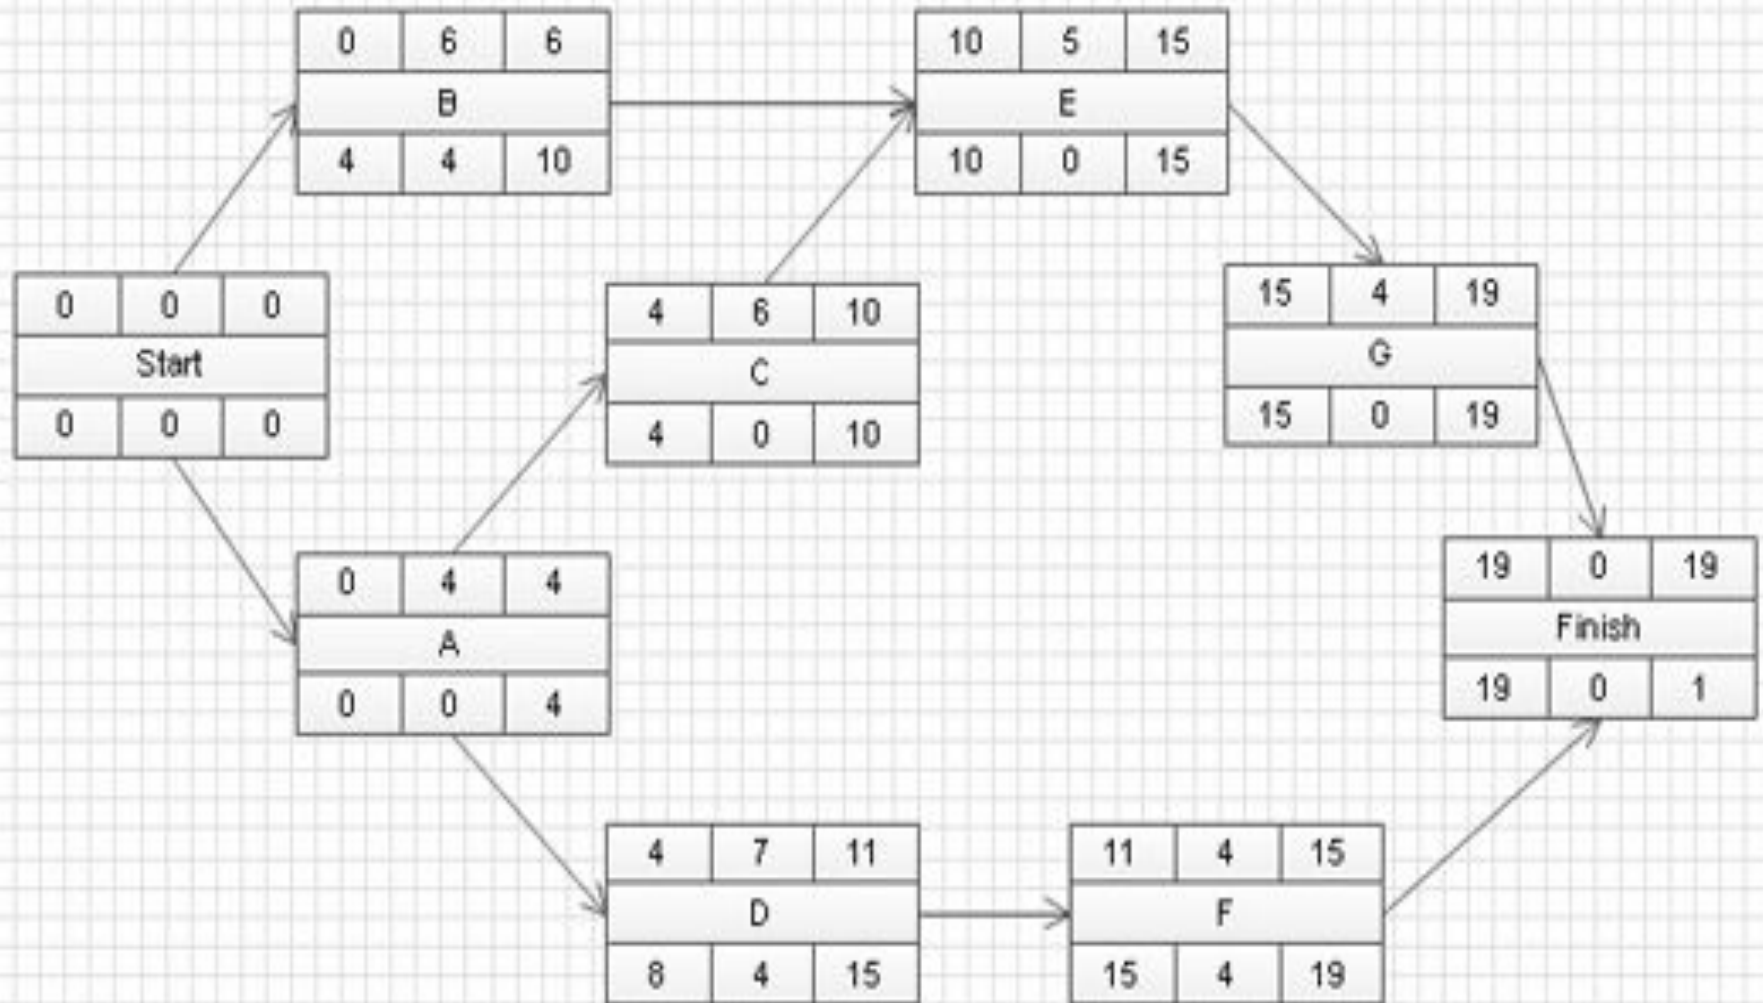 0 6 6
B
4 4 10
10 5 15
E
10 0 15
0 0 0
Start
0 0 0
4 6 10
C
4 0 10
15 4 19
G
15 0 19
0 4 4
A
0 0 4
19 0 19
Finish
19 0 1
4 7 11
D
8 4 15
11 4 15
F
15 4 19